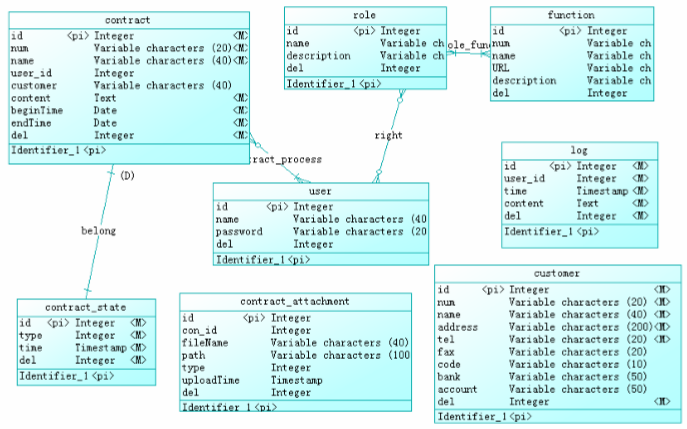 contract
id <pi> Integer <M>
num Variable characters (20) <M>
name Variable characters (40) <M>
user_id Integer
customer Variable characters (40)
content Text <M>
beginTime Date <M>
endTime Date <M>
del Integer <M>
Identifier_1 <pi>
role
id <pi> Integer
name Variable ch
description Variable ch
del Integer
Identifier_1 <pi>
ole_func
function
id <pi> Integer
num Variable ch
name Variable ch
URL Variable ch
description Variable ch
del Integer
Identifier_1 <pi>
right
ract_process
(D)
belong
log
id <pi> Integer <M>
user_id Integer <M>
time Timestamp <M>
content Text <M>
del Integer <M>
Identifier_1 <pi>
user
id <pi> Integer
name Variable characters (40
password Variable characters (20
del Integer
Identifier_1 <pi>
contract_state
id <pi> Integer <M>
type Integer <M>
time Timestamp <M>
del Integer <M>
Identifier_1 <pi>
contract_attachment
id <pi> Integer
con_id Integer
fileName Variable characters (40)
path Variable characters (100
type Integer
uploadTime Timestamp
del Integer
Identifier_1 <pi>
customer
id <pi> Integer <M>
num Variable characters (20) <M>
name Variable characters (40) <M>
address Variable characters (200) <M>
tel Variable characters (20) <M>
fax Variable characters (20)
code Variable characters (10)
bank Variable characters (50)
account Variable characters (50)
del Integer <M>
Identifier_1 <pi>